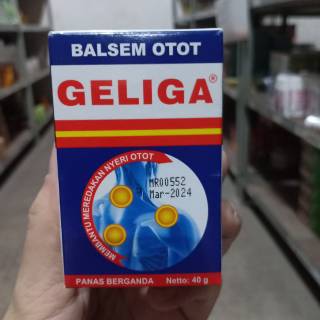 BALSEM OTOT
GELIGA®
MEMBANTU MEREDAKAN NYERI OTOT
MR00552
Mar-2024
PANAS BERGANDA Netto: 40 g